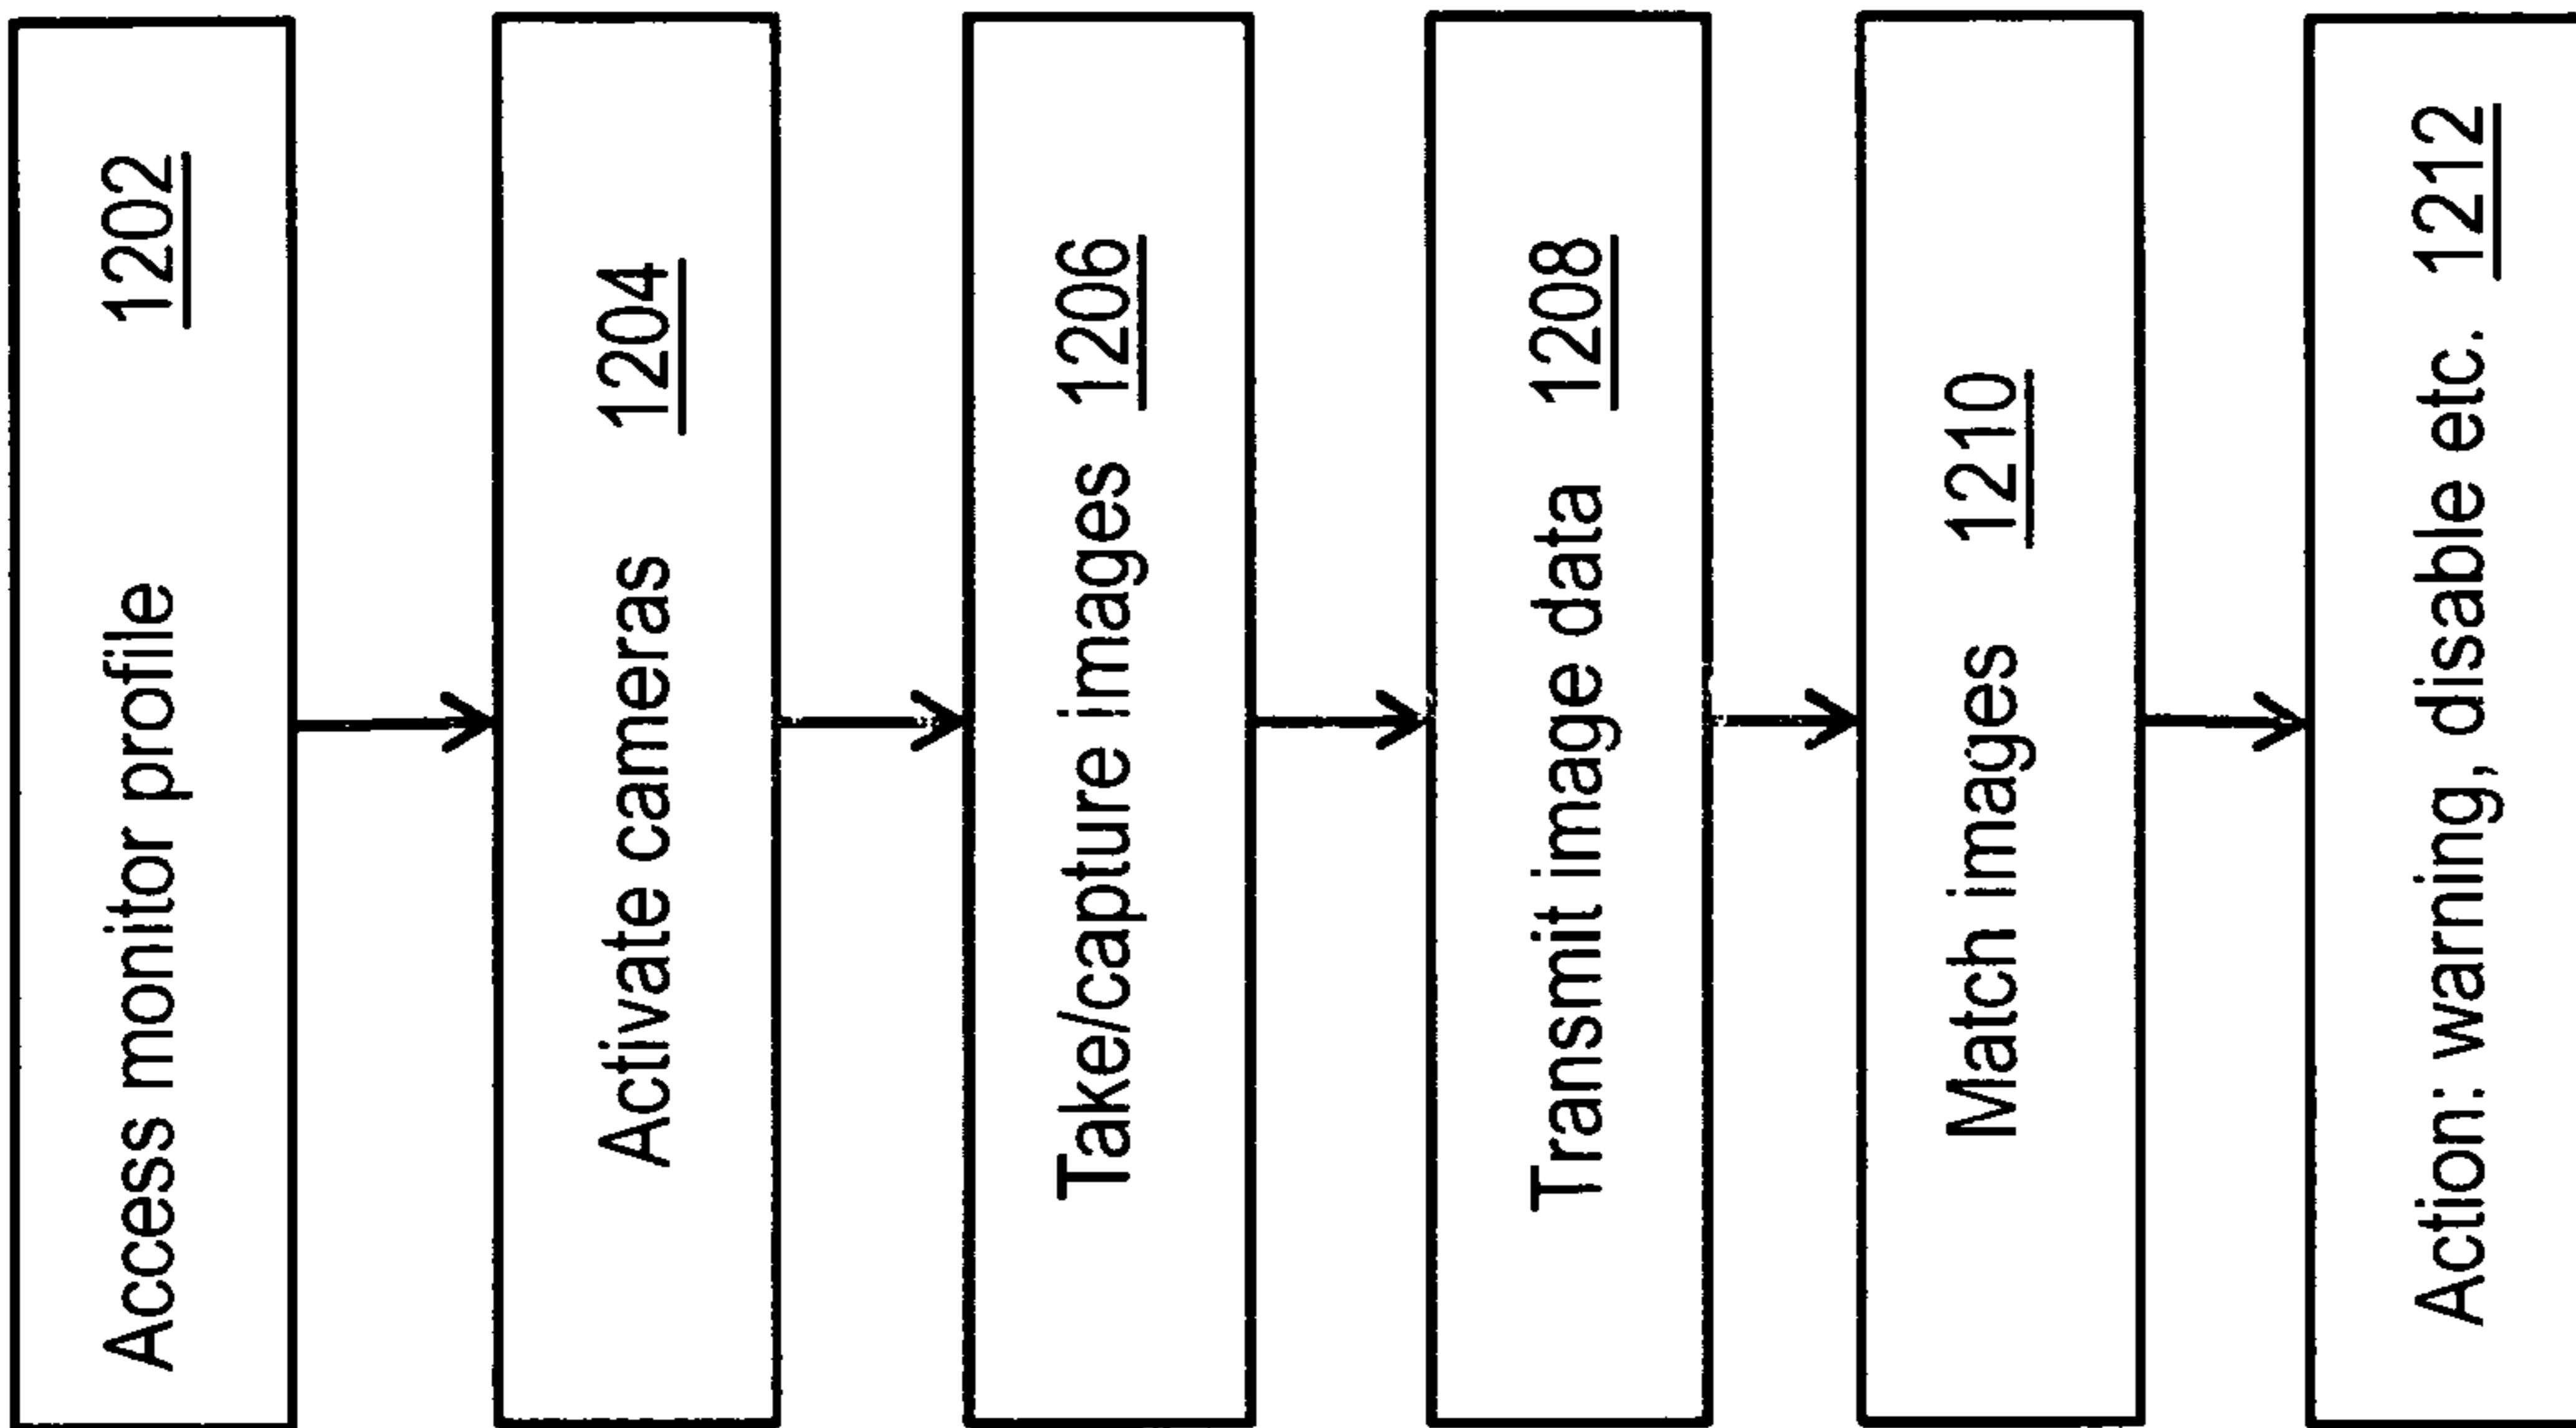 Access monitor profile 1202
Activate cameras 1204
Take/capture images 1206
Transmit image data 1208
Match images 1210
Action: warning, disable etc. 1212